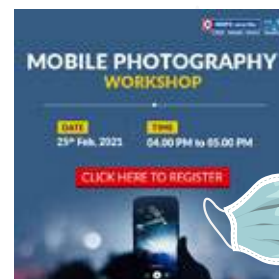 MOBILE PHOTOGRAPHY
WORKSHOP
DATE
TIME
25th Feb, 2021
04.00 PM to 05.00 PM
CLICK HERE TO REGISTER